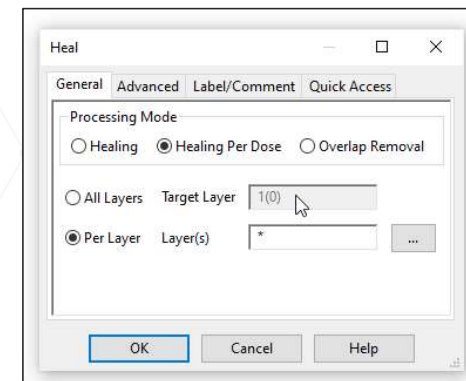 Heal
General Advanced Label/Comment Quick Access
Processing Mode
Healing Healing Per Dose Overlap Removal
All Layers Target Layer 1(0)
Per Layer Layer(s) * ...
OK Cancel Help